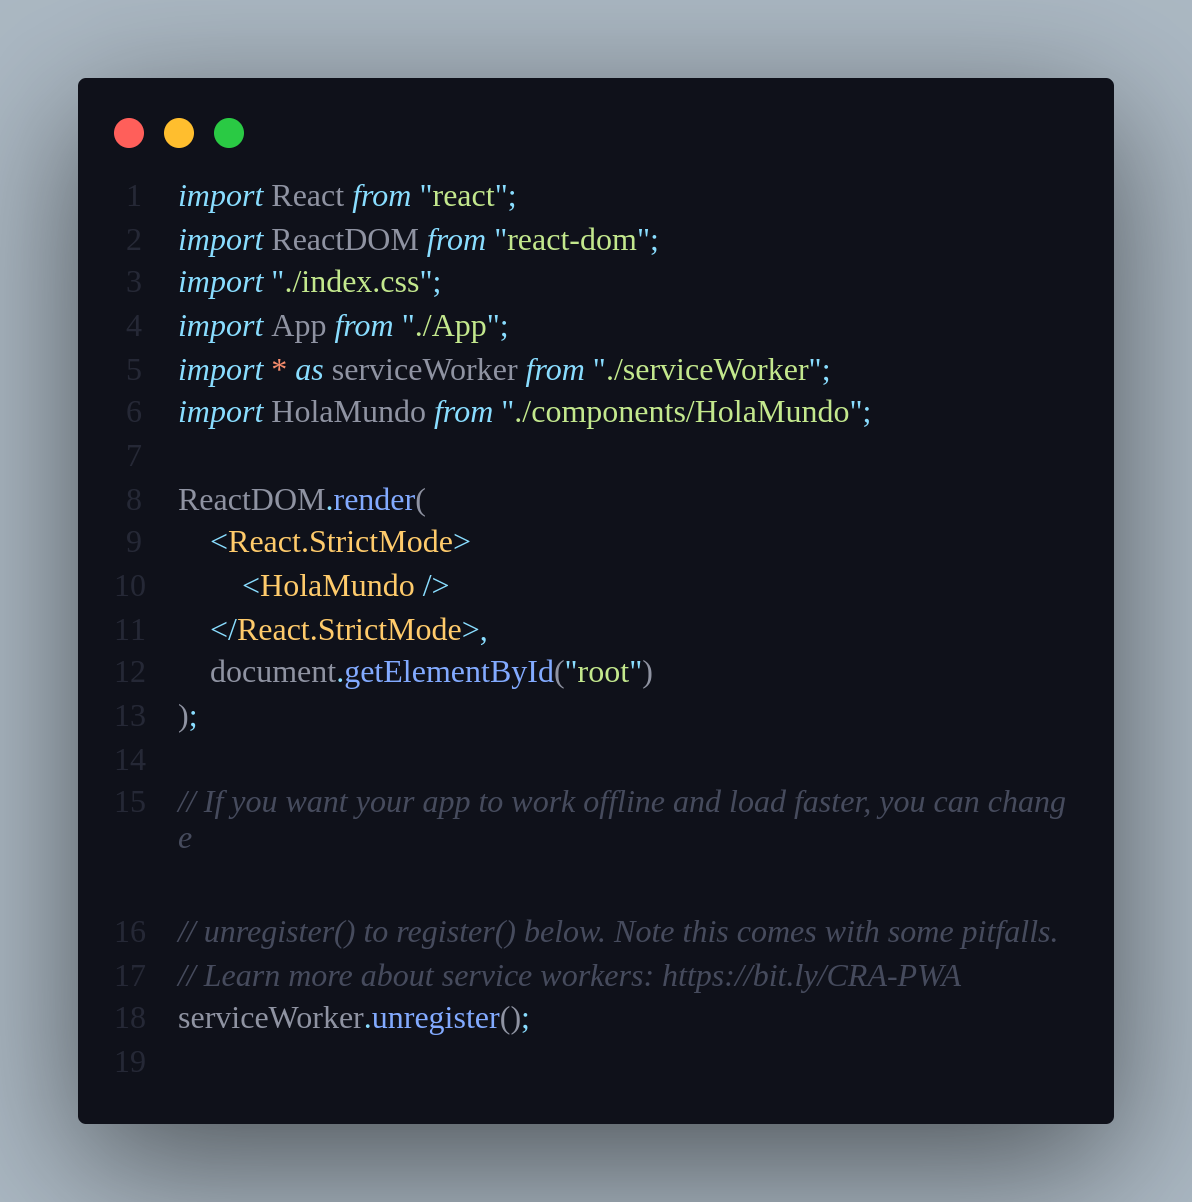 1 import React from "react";
2 import ReactDOM from "react-dom";
3 import "./index.css";
4 import App from "./App";
5 import * as serviceWorker from "./serviceWorker";
6 import HolaMundo from "./components/HolaMundo";
7
8 ReactDOM.render(
9     <React.StrictMode>
10         <HolaMundo />
11     </React.StrictMode>,
12     document.getElementById("root")
13 );
14
15 // If you want your app to work offline and load faster, you can chang
e
16 // unregister() to register() below. Note this comes with some pitfalls.
17 // Learn more about service workers: https://bit.ly/CRA-PWA
18 serviceWorker.unregister();
19